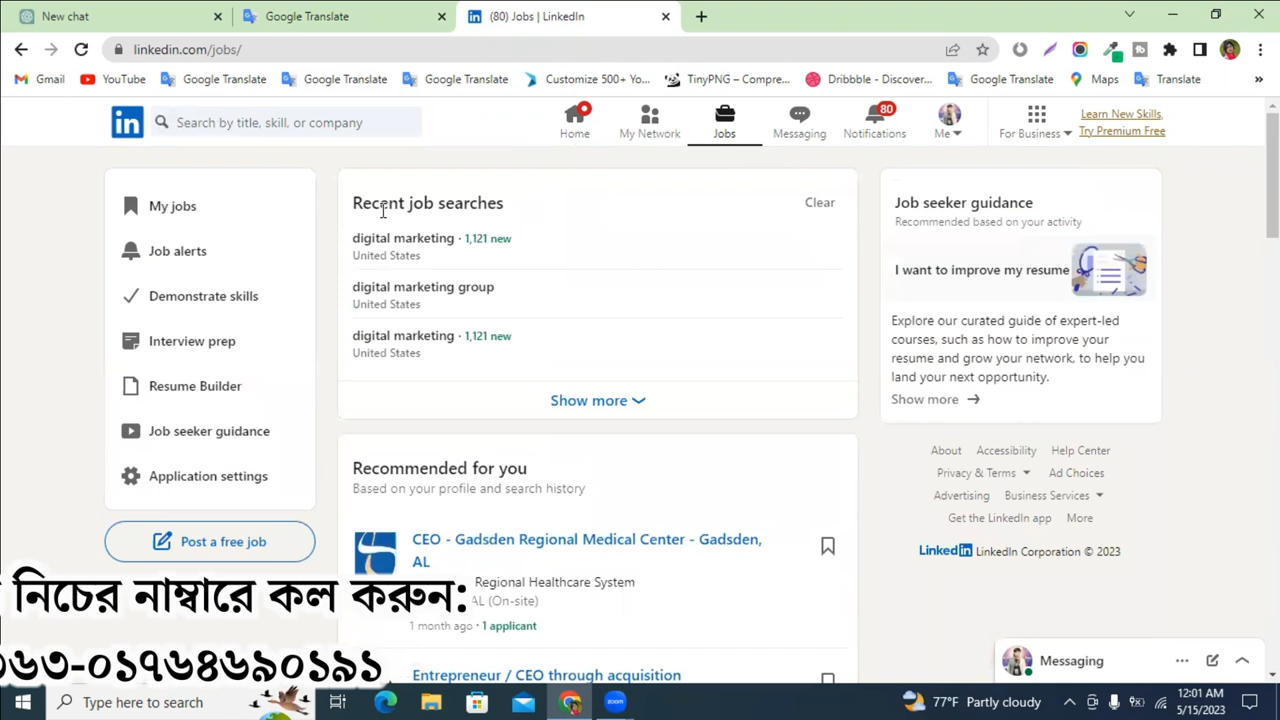 New chat
Google Translate
(80) Jobs | LinkedIn
linkedin.com/jobs/
Gmail
YouTube
Google Translate
Google Translate
Google Translate
Customize 500+ Yo...
TinyPNG – Compre...
Dribbble - Discover...
Google Translate
Maps
Translate
in
Search by title, skill, or company
Home
My Network
Jobs
Messaging
80
Notifications
Me
For Business
Learn New Skills,
Try Premium Free
My jobs
Job alerts
Demonstrate skills
Interview prep
Resume Builder
Job seeker guidance
Application settings
Post a free job
Recent job searches
Clear
digital marketing · 1,121 new
United States
digital marketing group
United States
digital marketing · 1,121 new
United States
Show more
Recommended for you
Based on your profile and search history
CEO - Gadsden Regional Medical Center - Gadsden,
AL
Regional Healthcare System
AL (On-site)
1 month ago · 1 applicant
Entrepreneur / CEO through acquisition
Job seeker guidance
Recommended based on your activity
I want to improve my resume
Explore our curated guide of expert-led
courses, such as how to improve your
resume and grow your network, to help you
land your next opportunity.
Show more
About Accessibility Help Center
Privacy & Terms Ad Choices
Advertising Business Services
Get the LinkedIn app More
LinkedIn LinkedIn Corporation © 2023
Messaging
নিচের নাম্বারে কল করুন:
৬৩-০১৭৬৪৬৯০১৯১
Type here to search
zoom
77°F Partly cloudy
12:01 AM
5/15/2023